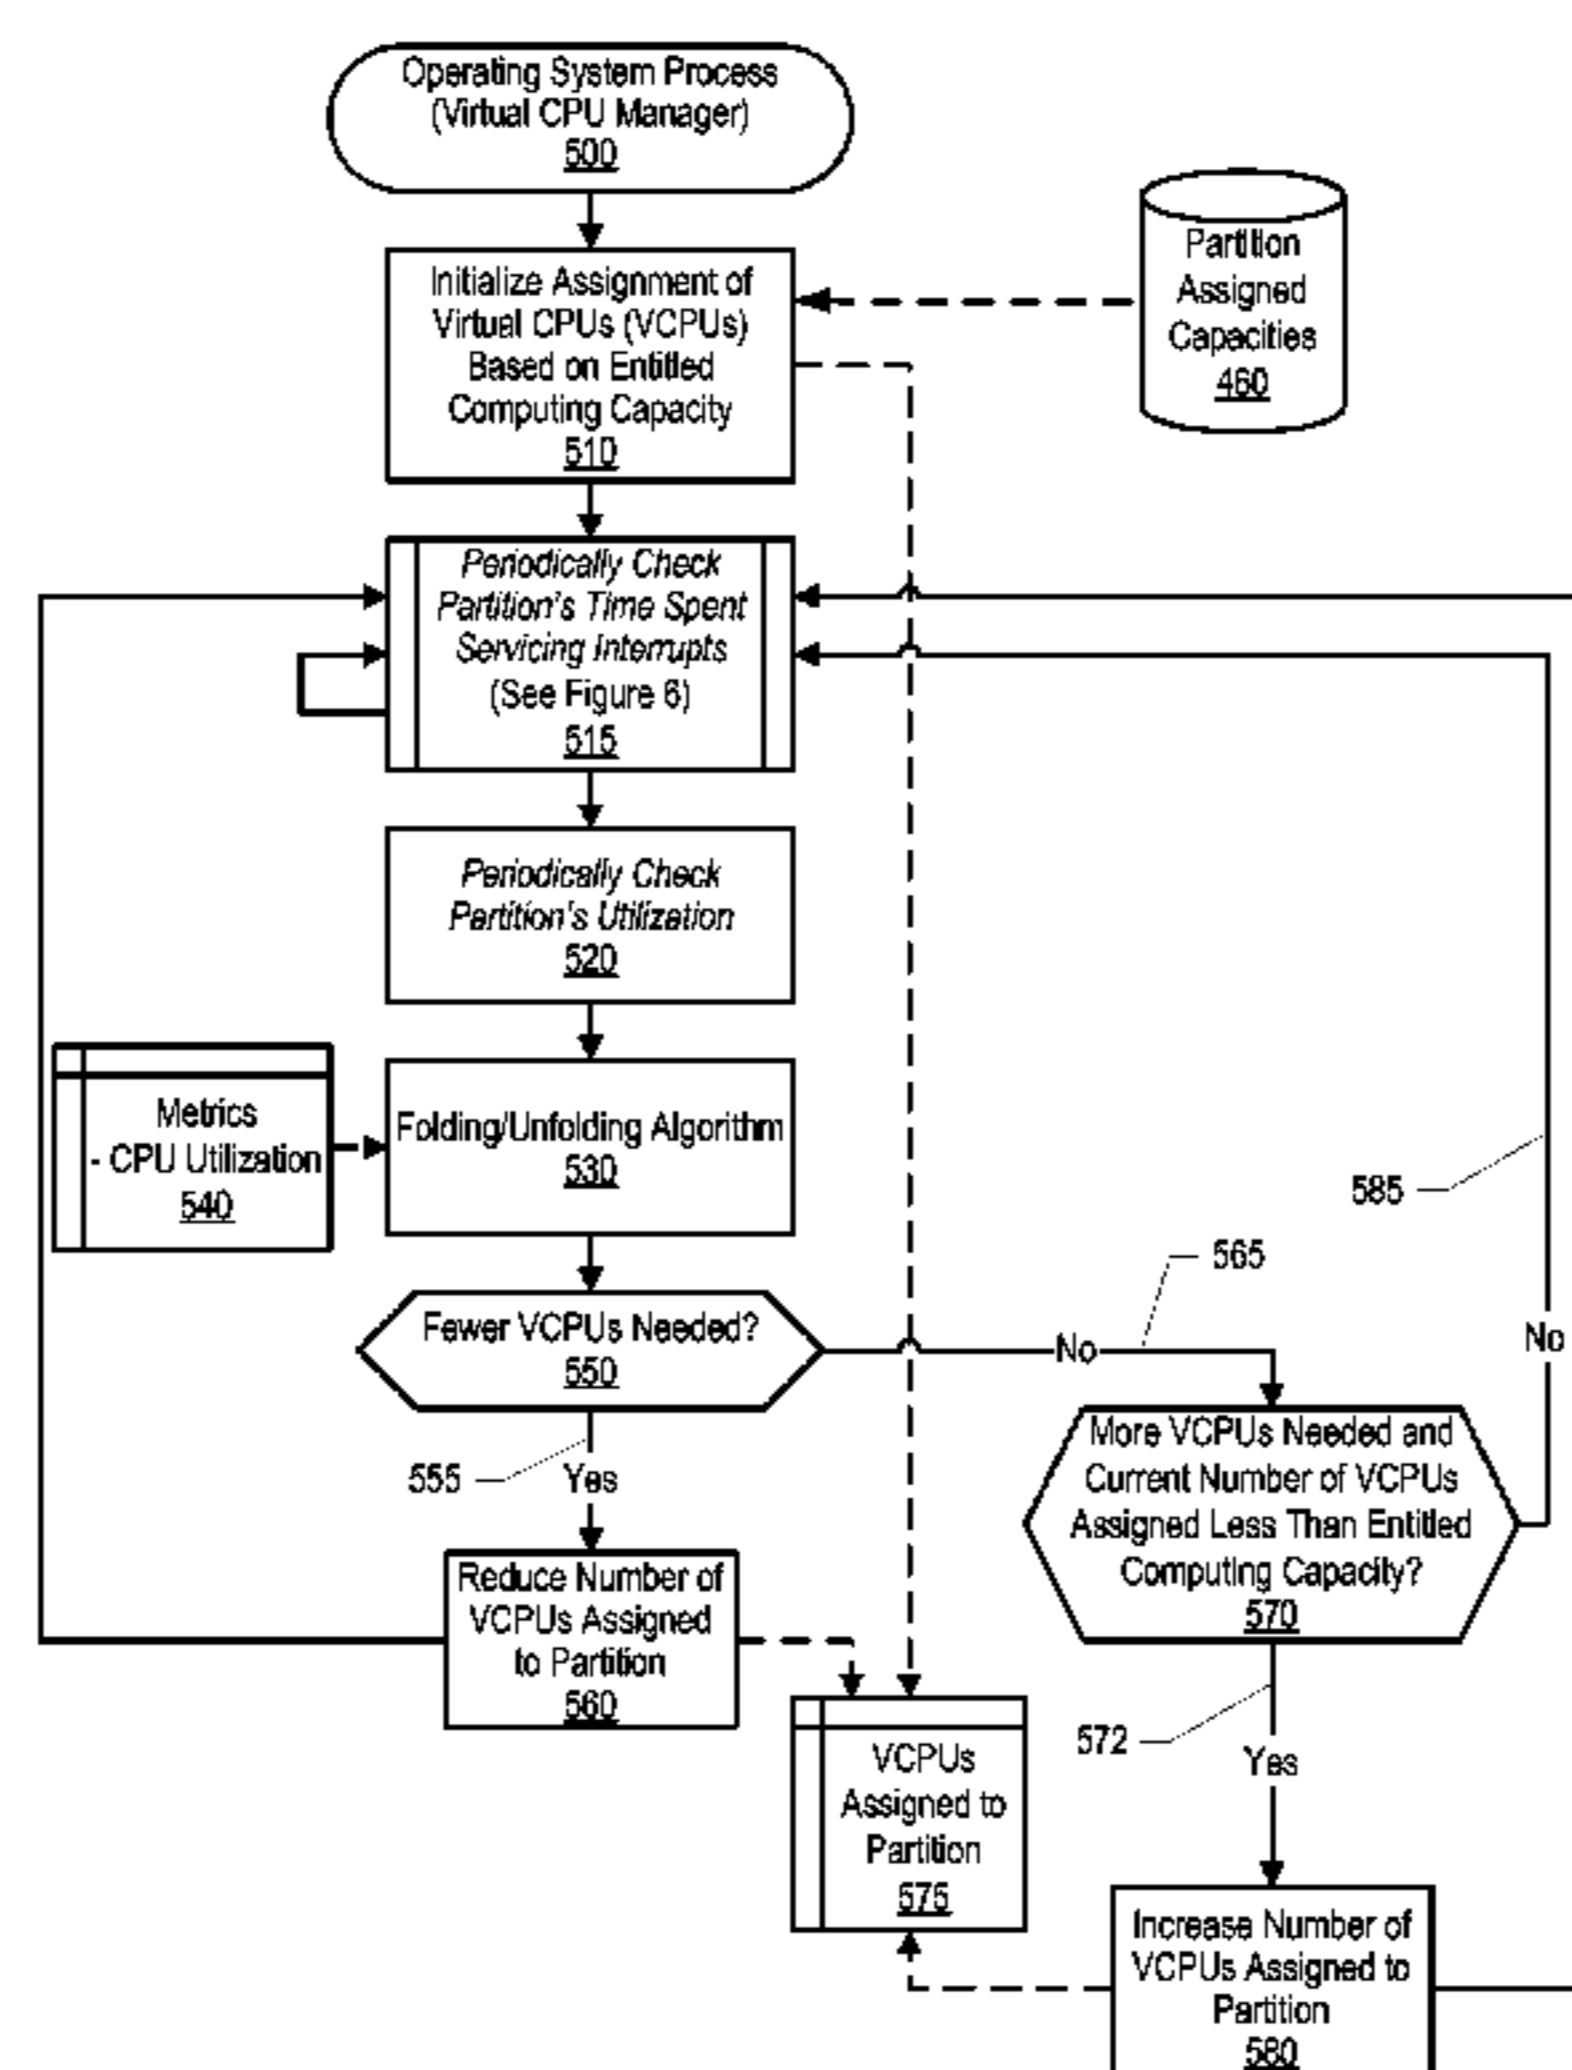 Operating System Process
(Virtual CPU Manager)
500
Partition
Assigned
Capacities
460
Initialize Assignment of
Virtual CPUs (VCPUs)
Based on Entitled
Computing Capacity
510
Periodically Check
Partition's Time Spent
Servicing Interrupts
(See Figure 6)
515
Periodically Check
Partition's Utilization
520
Metrics
- CPU Utilization
540
Folding/Unfolding Algorithm
530
585
565
Fewer VCPUs Needed?
550
No
No
555
Yes
More VCPUs Needed and
Current Number of VCPUs
Assigned Less Than Entitled
Computing Capacity?
570
Reduce Number of
VCPUs Assigned
to Partition
560
572
Yes
VCPUs
Assigned to
Partition
575
Increase Number of
VCPUs Assigned to
Partition
580